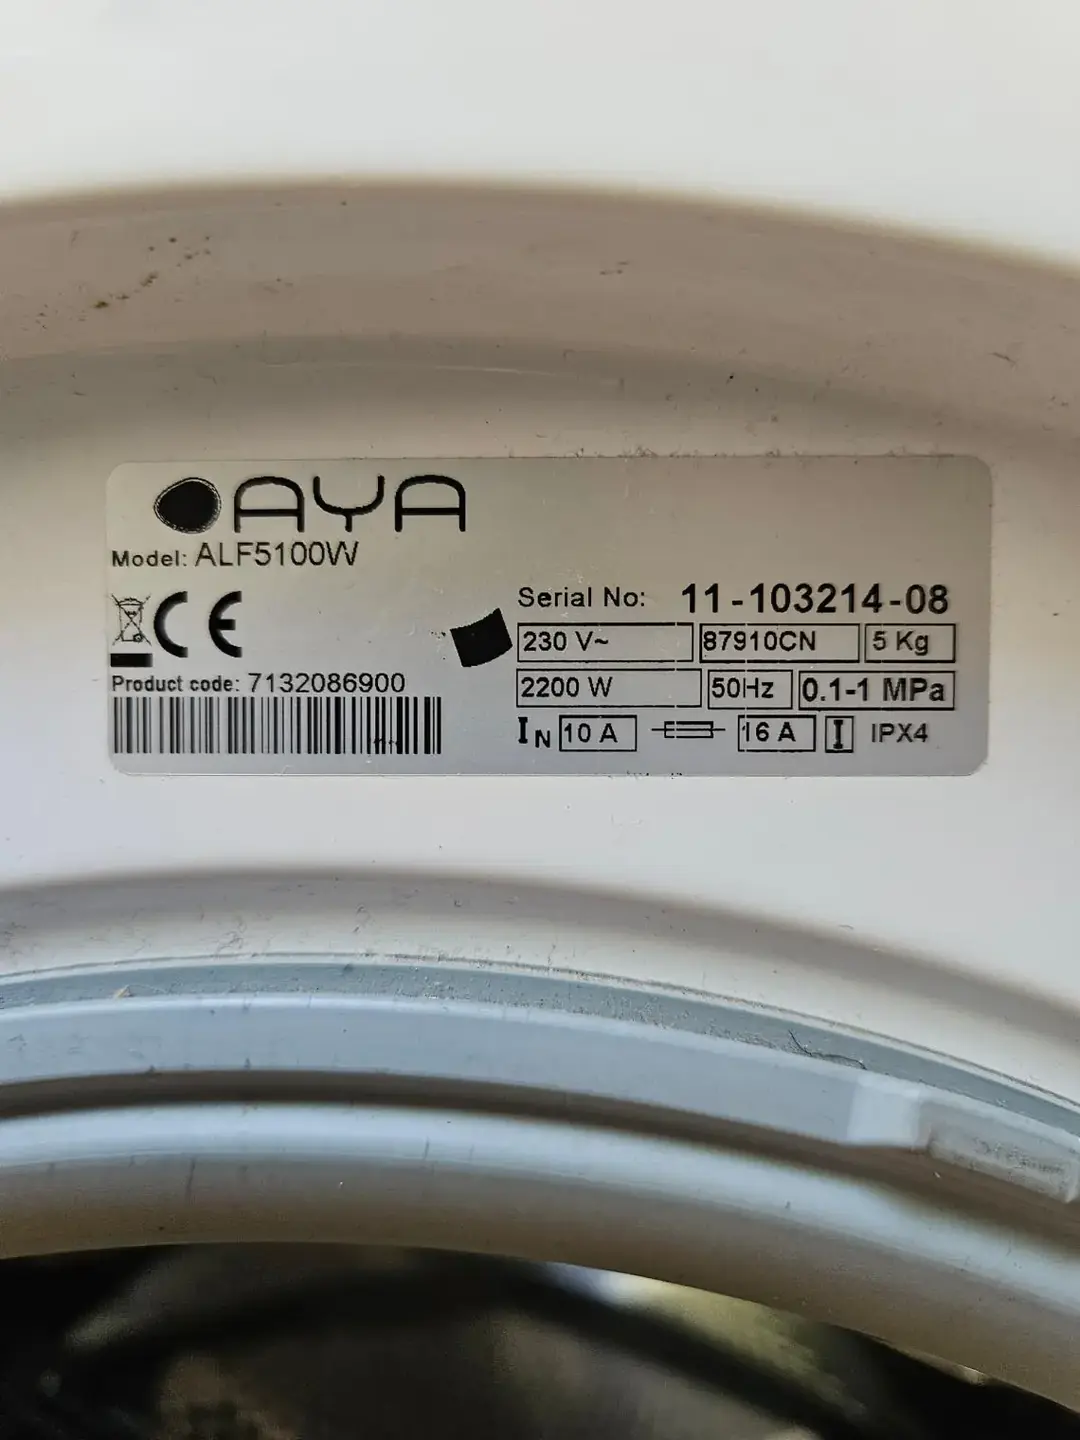 AYA
Model: ALF5100W
CE
Product code: 7132086900
Serial No: 11-103214-08
230 V~ 87910CN 5 Kg
2200 W 50Hz 0.1-1 MPa
IN 10 A 16 A I IPX4